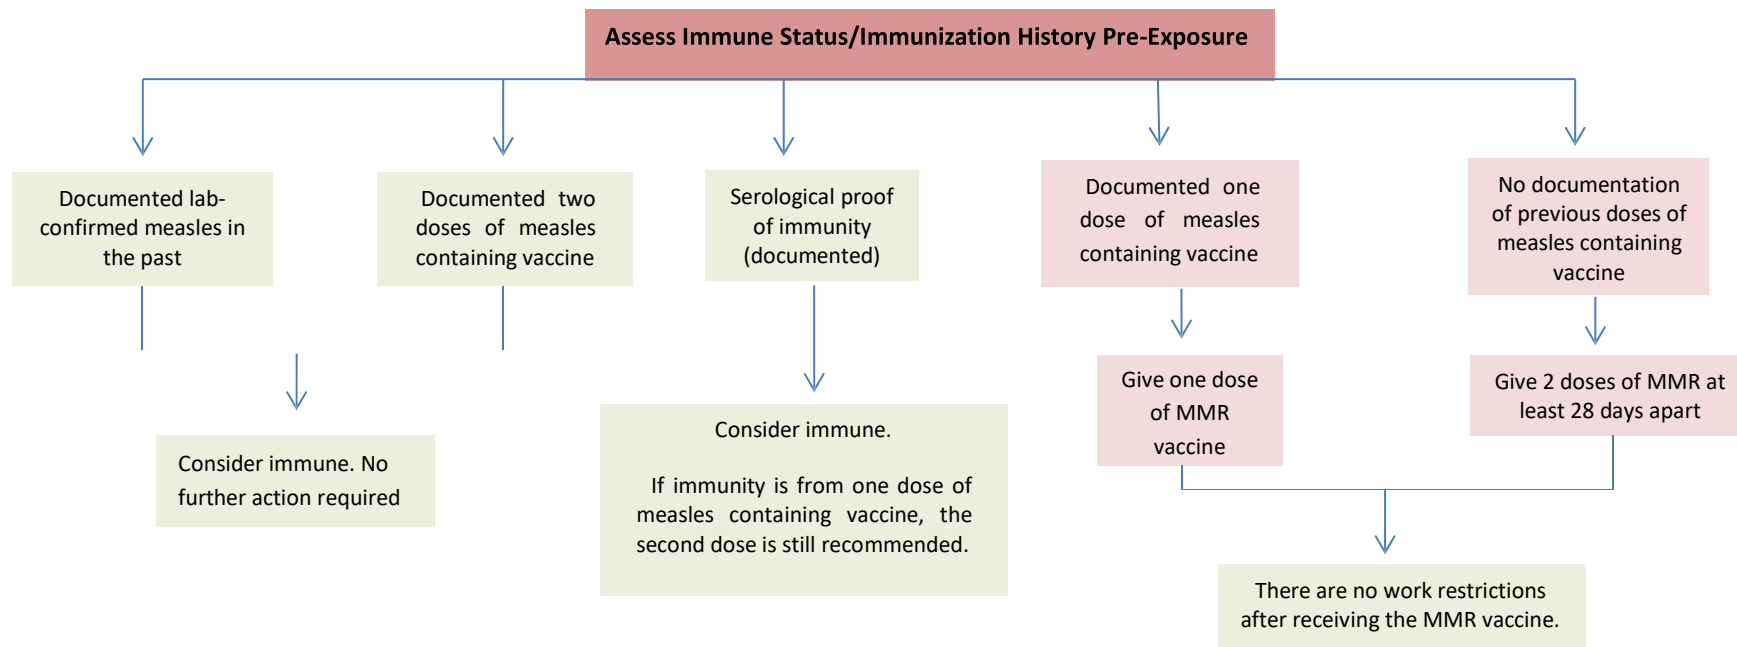 Assess Immune Status/Immunization History Pre-Exposure
Documented lab-
confirmed measles in
the past
Documented two
doses of measles
containing vaccine
Serological proof
of immunity
(documented)
Documented one
dose of measles
containing vaccine
No documentation
of previous doses of
measles containing
vaccine
Consider immune. No
further action required
Consider immune.
If immunity is from one dose of
measles containing vaccine, the
second dose is still recommended.
Give one dose
of MMR
vaccine
Give 2 doses of MMR at
least 28 days apart
There are no work restrictions
after receiving the MMR vaccine.